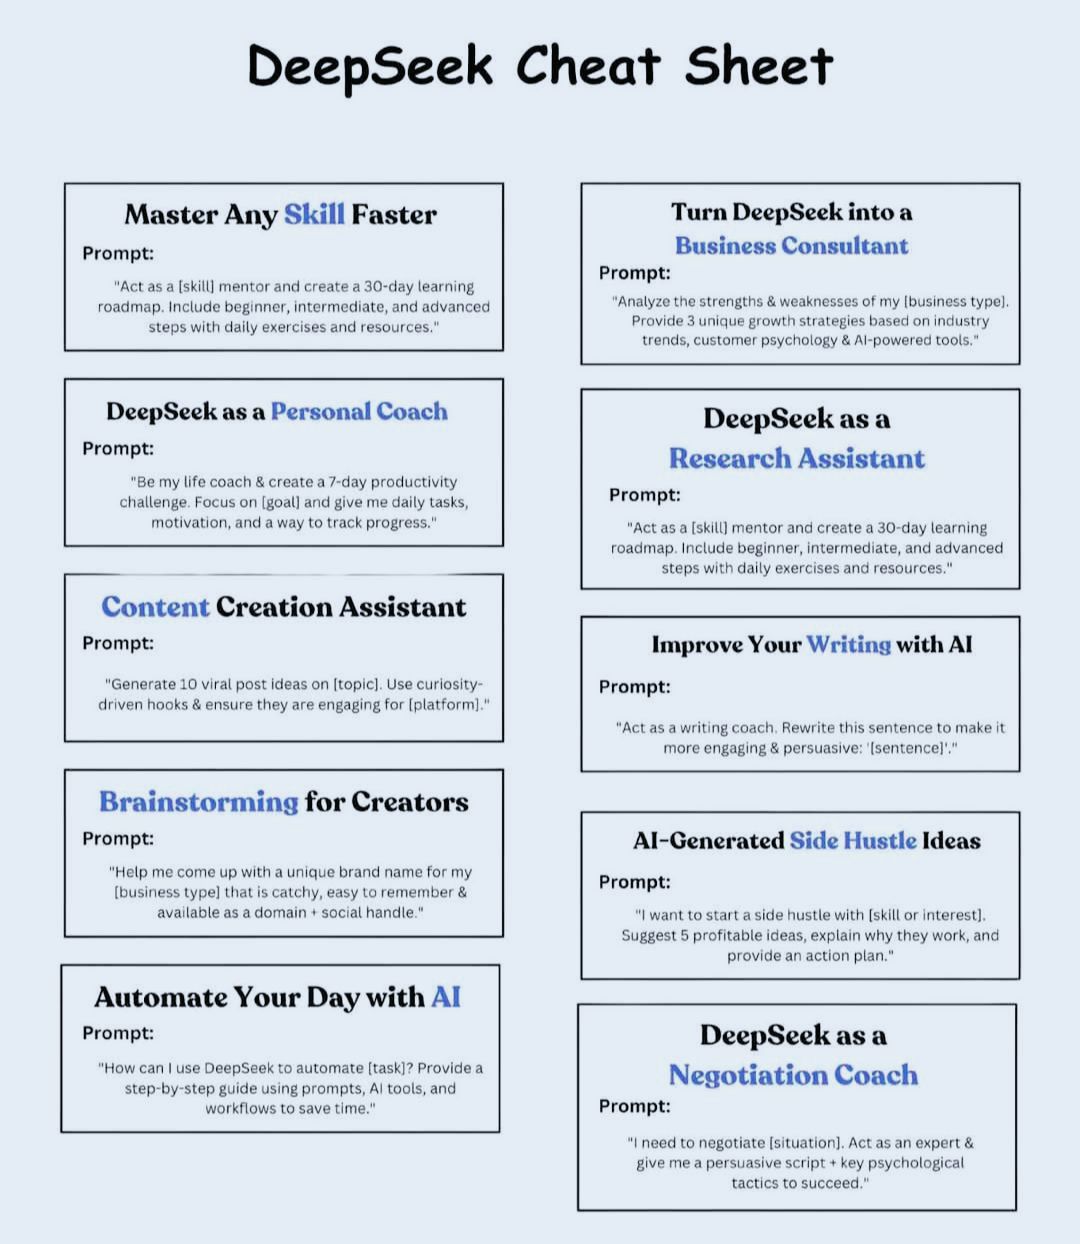 DeepSeek Cheat Sheet
Master Any Skill Faster
Prompt:
"Act as a [skill] mentor and create a 30-day learning
roadmap. Include beginner, intermediate, and advanced
steps with daily exercises and resources."
DeepSeek as a Personal Coach
Prompt:
"Be my life coach & create a 7-day productivity
challenge. Focus on [goal] and give me daily tasks,
motivation, and a way to track progress."
Content Creation Assistant
Prompt:
"Generate 10 viral post ideas on [topic]. Use curiosity-
driven hooks & ensure they are engaging for [platform]."
Brainstorming for Creators
Prompt:
"Help me come up with a unique brand name for my
[business type] that is catchy, easy to remember &
available as a domain + social handle."
Automate Your Day with AI
Prompt:
"How can I use DeepSeek to automate [task]? Provide a
step-by-step guide using prompts, AI tools, and
workflows to save time."
Turn DeepSeek into a
Business Consultant
Prompt:
"Analyze the strengths & weaknesses of my [business type].
Provide 3 unique growth strategies based on industry
trends, customer psychology & AI-powered tools."
DeepSeek as a
Research Assistant
Prompt:
"Act as a [skill] mentor and create a 30-day learning
roadmap. Include beginner, intermediate, and advanced
steps with daily exercises and resources."
Improve Your Writing with AI
Prompt:
"Act as a writing coach. Rewrite this sentence to make it
more engaging & persuasive: '[sentence]'."
AI-Generated Side Hustle Ideas
Prompt:
"I want to start a side hustle with [skill or interest].
Suggest 5 profitable ideas, explain why they work, and
provide an action plan."
DeepSeek as a
Negotiation Coach
Prompt:
"I need to negotiate [situation]. Act as an expert &
give me a persuasive script + key psychological
tactics to succeed."